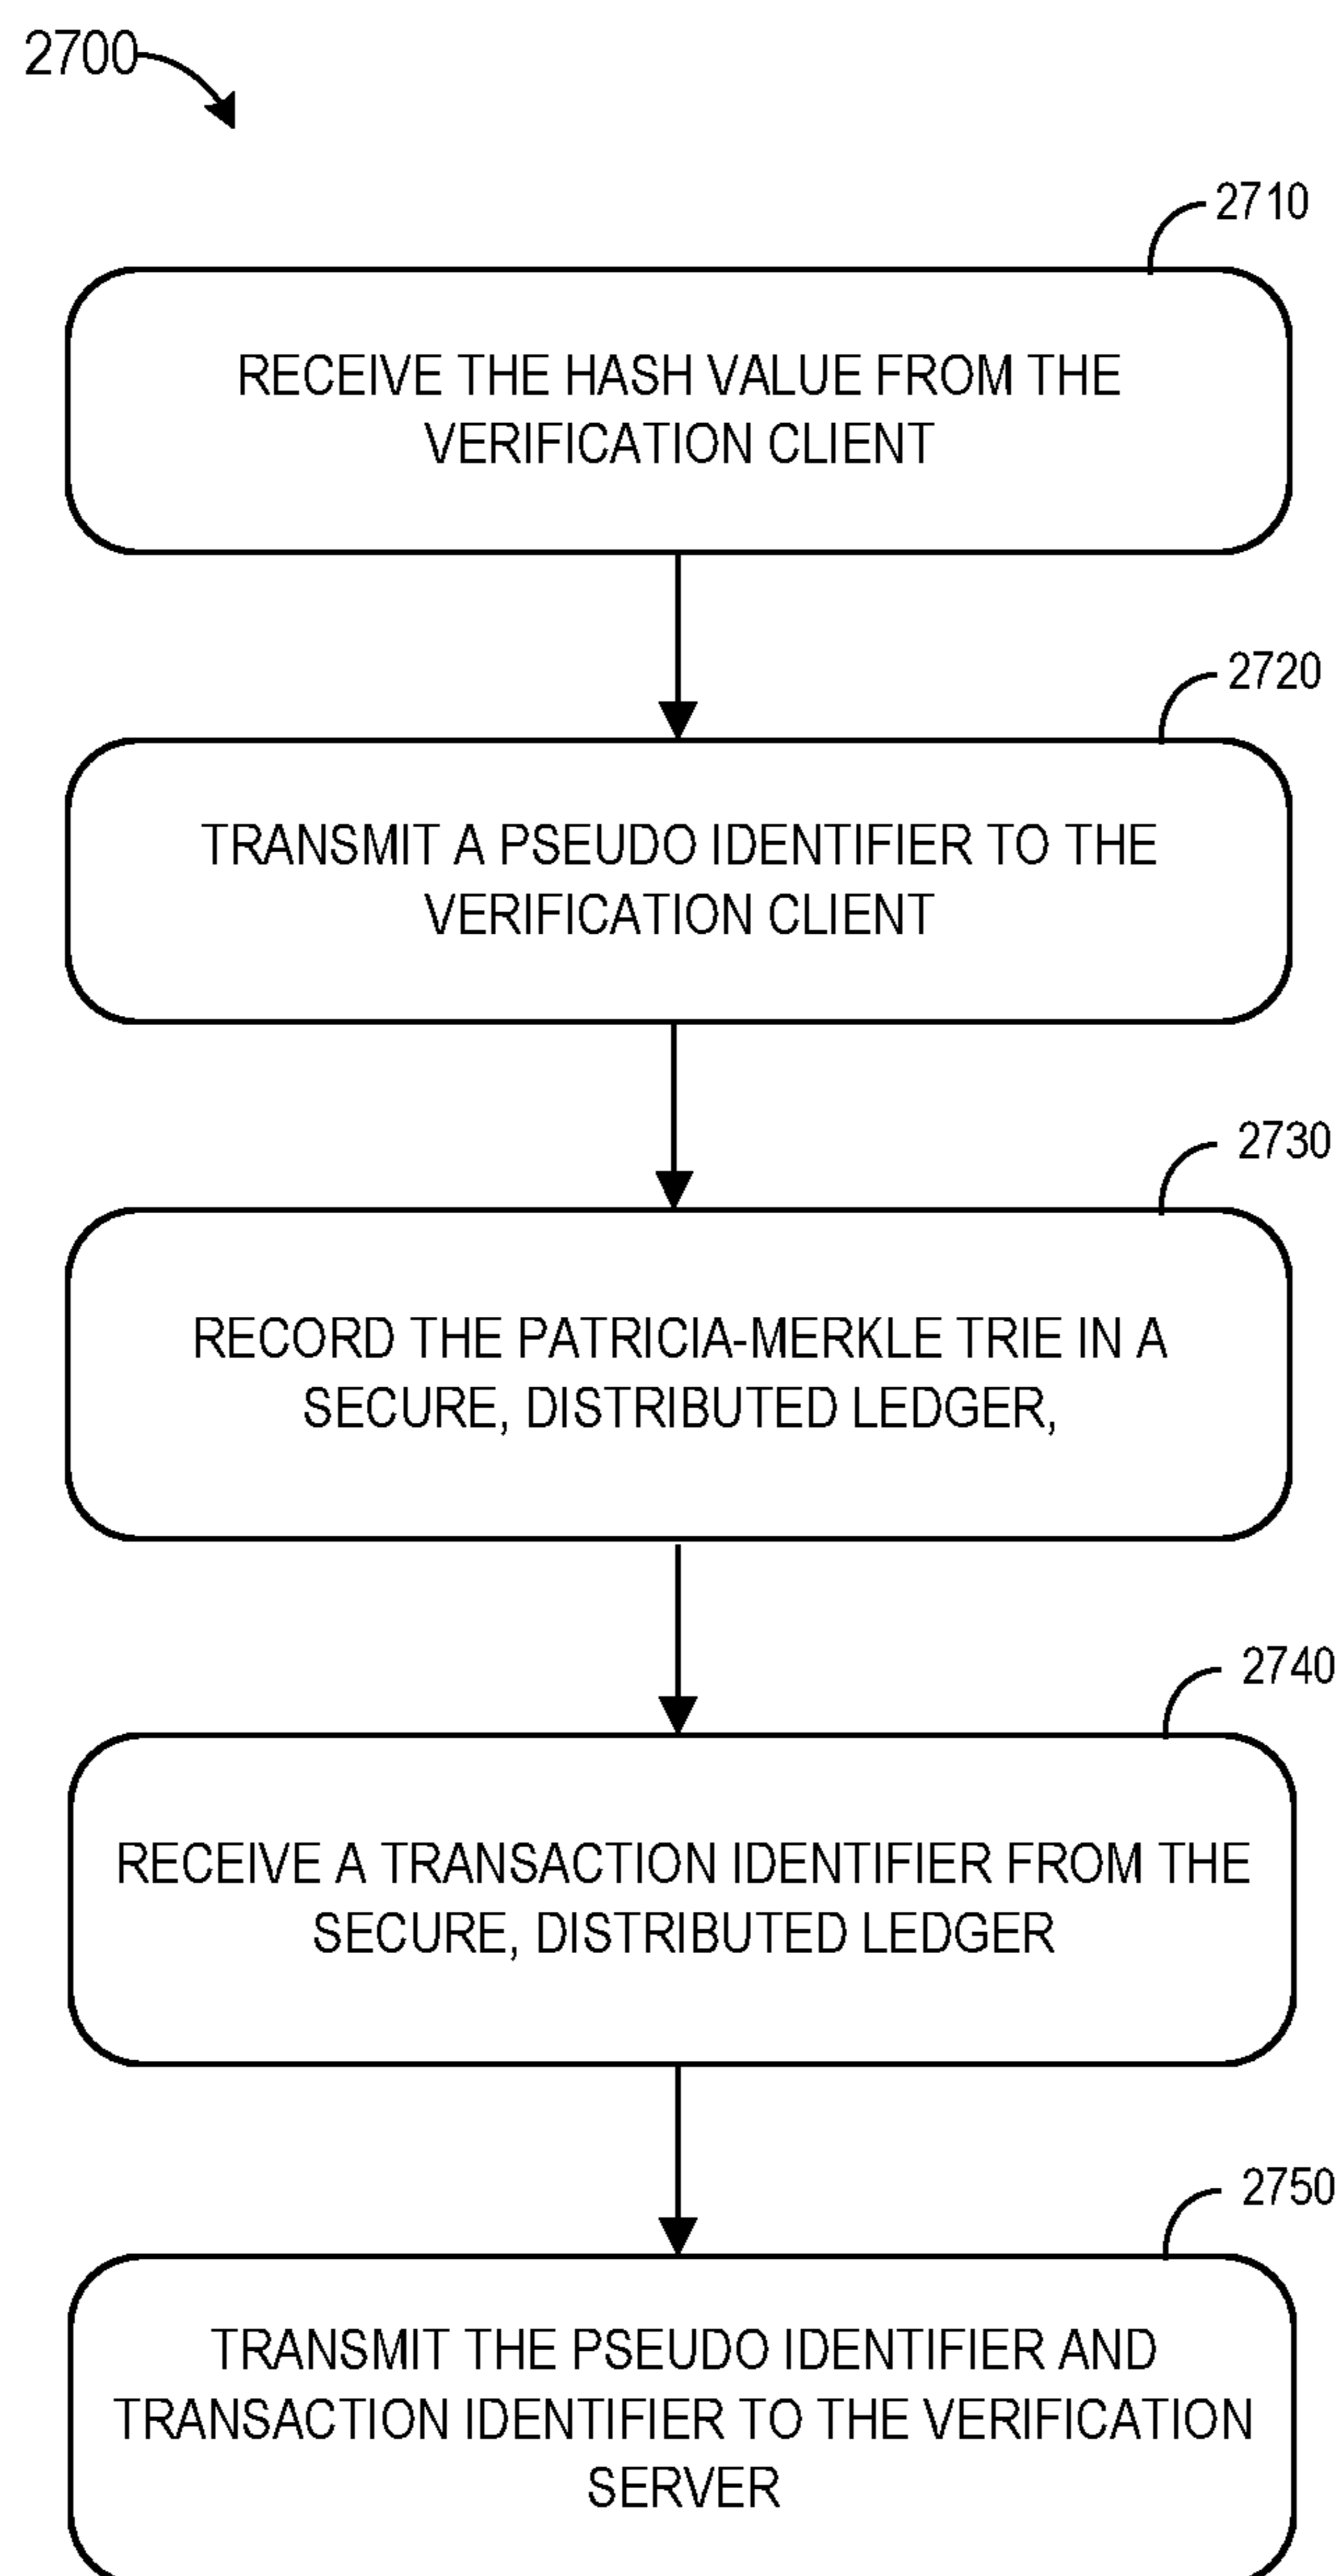 2700
2710
RECEIVE THE HASH VALUE FROM THE
VERIFICATION CLIENT
2720
TRANSMIT A PSEUDO IDENTIFIER TO THE
VERIFICATION CLIENT
2730
RECORD THE PATRICIA-MERKLE TRIE IN A
SECURE, DISTRIBUTED LEDGER,
2740
RECEIVE A TRANSACTION IDENTIFIER FROM THE
SECURE, DISTRIBUTED LEDGER
2750
TRANSMIT THE PSEUDO IDENTIFIER AND
TRANSACTION IDENTIFIER TO THE VERIFICATION
SERVER